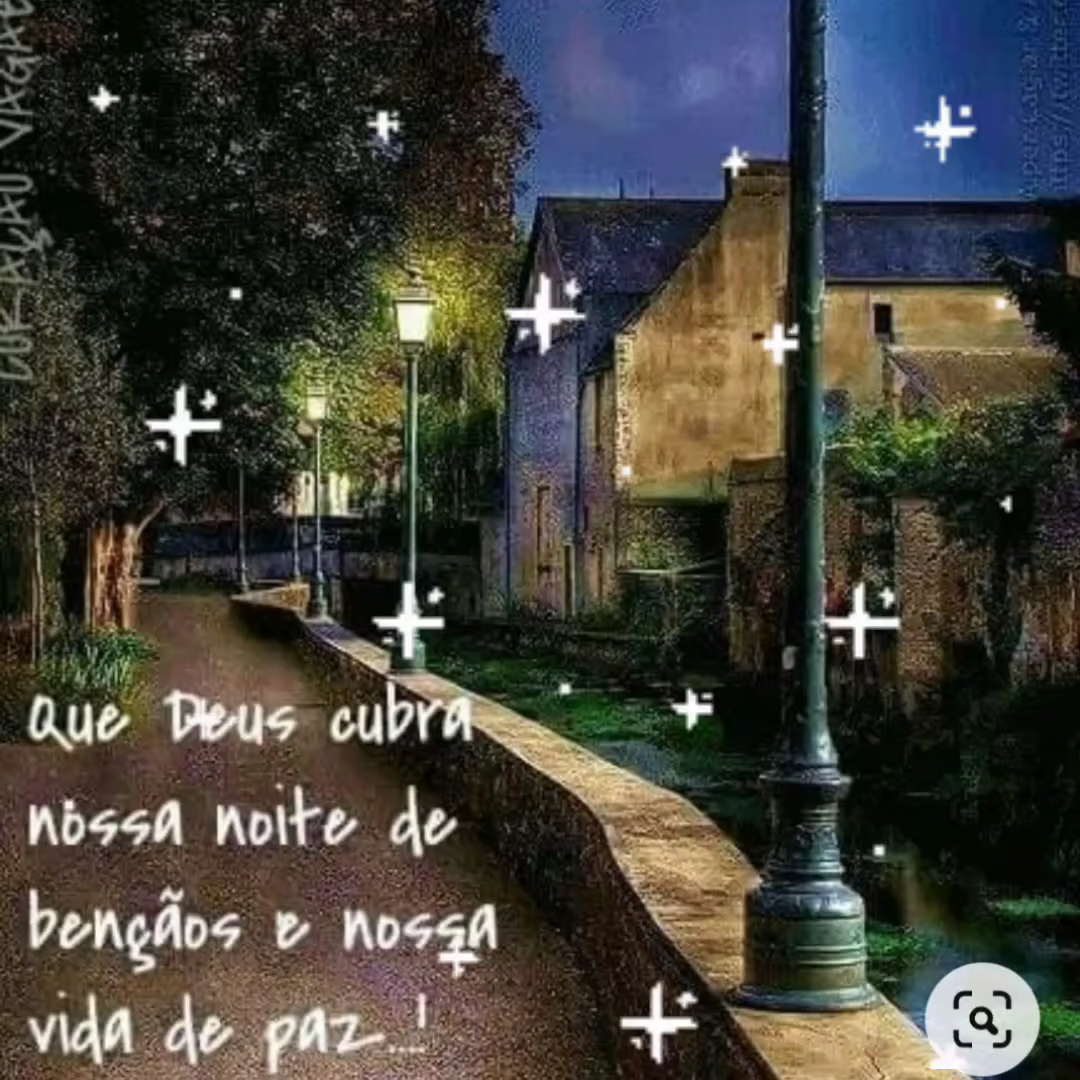 Que Deus cubra
nossa noite de
bençãos e nossa
vida de paz...!